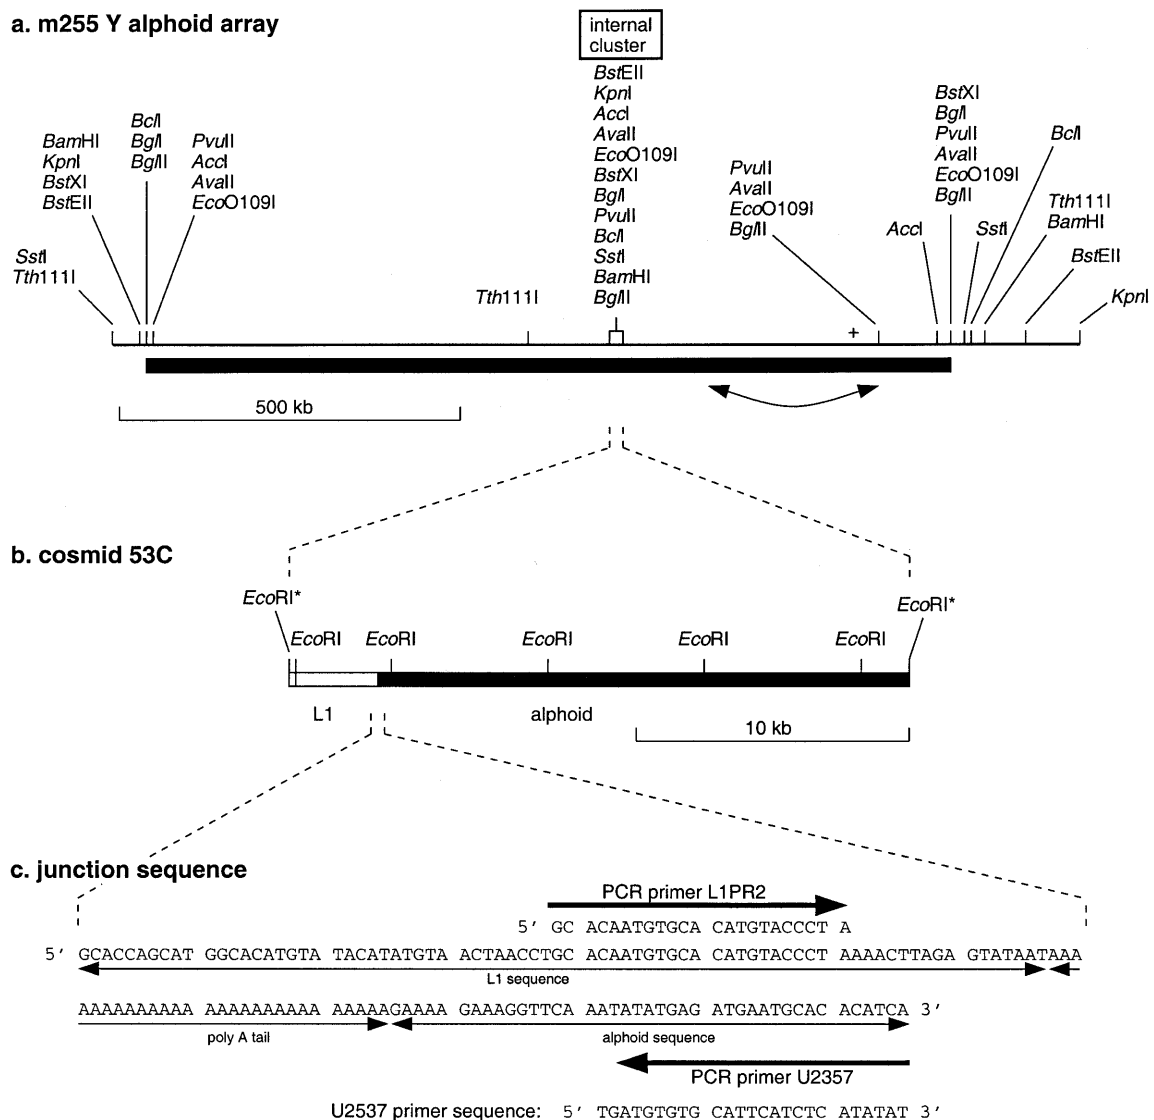 a. m255 Y alphoid array
internal
cluster
BstEII
KpnI
AccI
AvaII
EcoO109I
BstXI
BglI
PvuII
BclI
SstI
BamHI
BglII
BamHI
KpnI
BstXI
BstEII
BclI
BglI
BglII
PvuII
AccI
AvaII
EcoO109I
SstI
Tth111I
Tth111I
PvuII
AvaII
EcoO109I
BglII
BstXI
BglI
PvuII
AvaII
EcoO109I
BglII
AccI
SstI
BclI
Tth111I
BamHI
BstEII
KpnI
+
500 kb
b. cosmid 53C
EcoRI*
EcoRI
EcoRI
EcoRI
EcoRI
EcoRI
EcoRI*
L1
alphoid
10 kb
c. junction sequence
PCR primer L1PR2
5' GC ACAATGTGCA CATGTACCCT A
5' GCACCAGCAT GGCACATGTA TACATATGTA ACTAACCTGC ACAATGTGCA CATGTACCCT AAAACTTAGA GTATAATAAA
L1 sequence
AAAAAAAAAA AAAAAAAAAA AAAAAGAAAA GAAAGGTTCA AATATATGAG ATGAATGCAC ACATCA 3'
poly A tail
alphoid sequence
PCR primer U2357
U2537 primer sequence: 5' TGATGTGTG CATTCATCTC ATATAT 3'